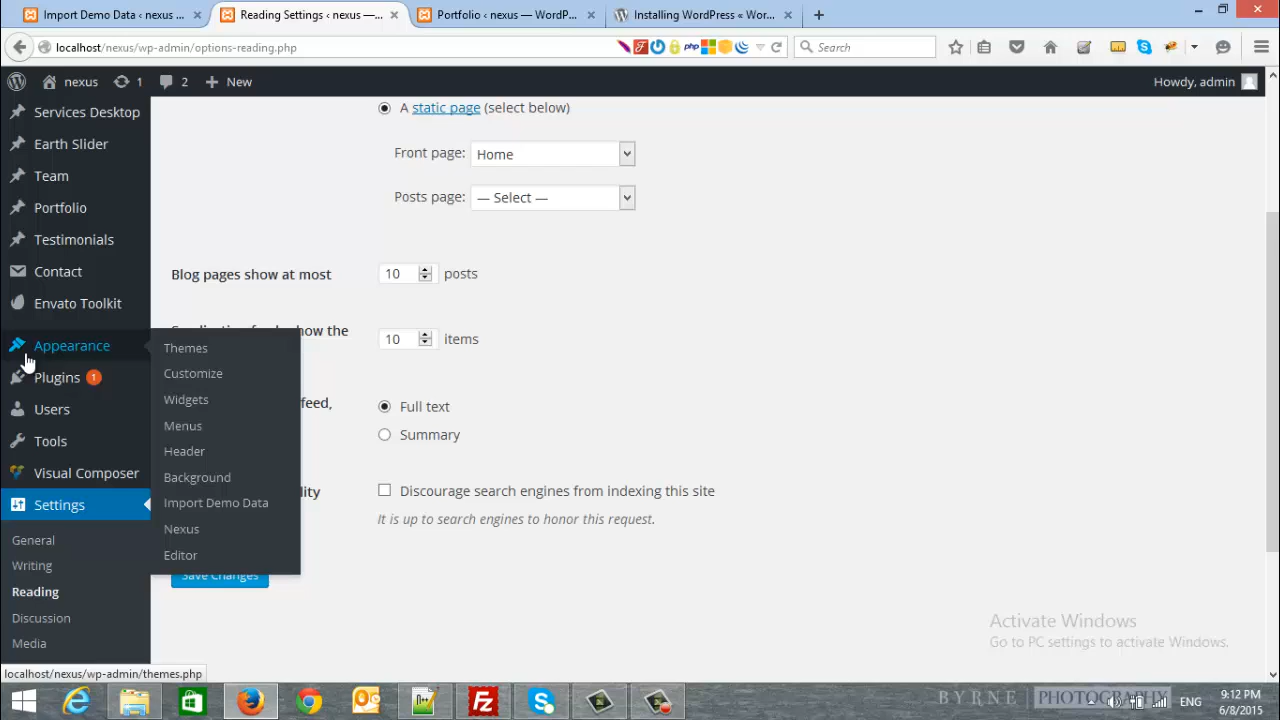 Import Demo Data ‹ nexus ...
Reading Settings ‹ nexus —...
Portfolio ‹ nexus — WordP...
Installing WordPress « Wor...
localhost/nexus/wp-admin/options-reading.php
php
Search
nexus
1
2
New
Howdy, admin
Services Desktop
Earth Slider
Team
Portfolio
Testimonials
Contact
Envato Toolkit
Appearance
Plugins 1
Users
Tools
Visual Composer
Settings
General
Writing
Reading
Discussion
Media
Themes
Customize
Widgets
Menus
Header
Background
Import Demo Data
Nexus
Editor
A static page (select below)
Front page: Home
Posts page: — Select —
Blog pages show at most 10 posts
how the
10 items
feed,
Full text
Summary
Discourage search engines from indexing this site
It is up to search engines to honor this request.
Save Changes
Activate Windows
Go to PC settings to activate Windows.
localhost/nexus/wp-admin/themes.php
BYRNE PHOTOGRAPHY
ENG
9:12 PM
6/8/2015